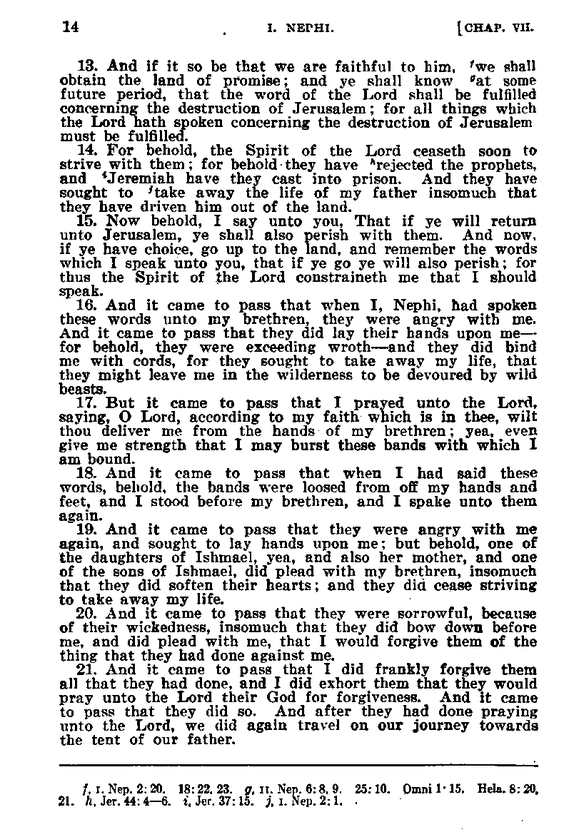 14 I. NEPHI. [CHAP. VII.
13. And if it so be that we are faithful to him, fwe shall
obtain the land of promise; and ye shall know gat some
future period, that the word of the Lord shall be fulfilled
concerning the destruction of Jerusalem; for all things which
the Lord hath spoken concerning the destruction of Jerusalem
must be fulfilled.
14. For behold, the Spirit of the Lord ceaseth soon to
strive with them; for behold they have hrejected the prophets,
and iJeremiah have they cast into prison. And they have
sought to jtake away the life of my father insomuch that
they have driven him out of the land.
15. Now behold, I say unto you, That if ye will return
unto Jerusalem, ye shall also perish with them. And now,
if ye have choice, go up to the land, and remember the words
which I speak unto you, that if ye go ye will also perish; for
thus the Spirit of the Lord constraineth me that I should
speak.
16. And it came to pass that when I, Nephi, had spoken
these words unto my brethren, they were angry with me.
And it came to pass that they did lay their hands upon me—
for behold, they were exceeding wroth—and they did bind
me with cords, for they sought to take away my life, that
they might leave me in the wilderness to be devoured by wild
beasts.
17. But it came to pass that I prayed unto the Lord,
saying, O Lord, according to my faith which is in thee, wilt
thou deliver me from the hands of my brethren; yea, even
give me strength that I may burst these bands with which I
am bound.
18. And it came to pass that when I had said these
words, behold, the bands were loosed from off my hands and
feet, and I stood before my brethren, and I spake unto them
again.
19. And it came to pass that they were angry with me
again, and sought to lay hands upon me; but behold, one of
the daughters of Ishmael, yea, and also her mother, and one
of the sons of Ishmael, did plead with my brethren, insomuch
that they did soften their hearts; and they did cease striving
to take away my life.
20. And it came to pass that they were sorrowful, because
of their wickedness, insomuch that they did bow down before
me, and did plead with me, that I would forgive them of the
thing that they had done against me.
21. And it came to pass that I did frankly forgive them
all that they had done, and I did exhort them that they would
pray unto the Lord their God for forgiveness. And it came
to pass that they did so. And after they had done praying
unto the Lord, we did again travel on our journey towards
the tent of our father.
f, I. Nep. 2:20. 18:22, 23. g, II. Nep. 6:8, 9. 25:10. Omni 1:15. Hela. 8:20,
21. h, Jer. 44:4—6. i, Jer. 37:15. j, I. Nep. 2:1.